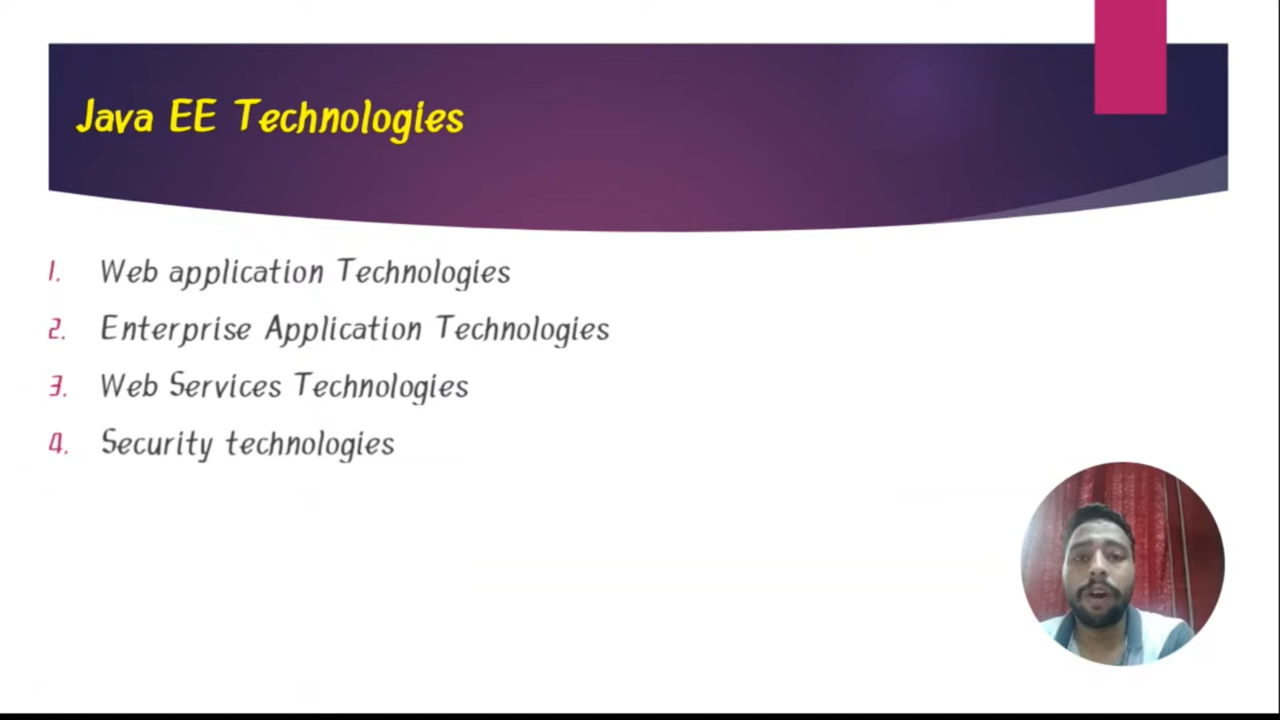 Java EE Technologies
1. Web application Technologies
2. Enterprise Application Technologies
3. Web Services Technologies
4. Security technologies